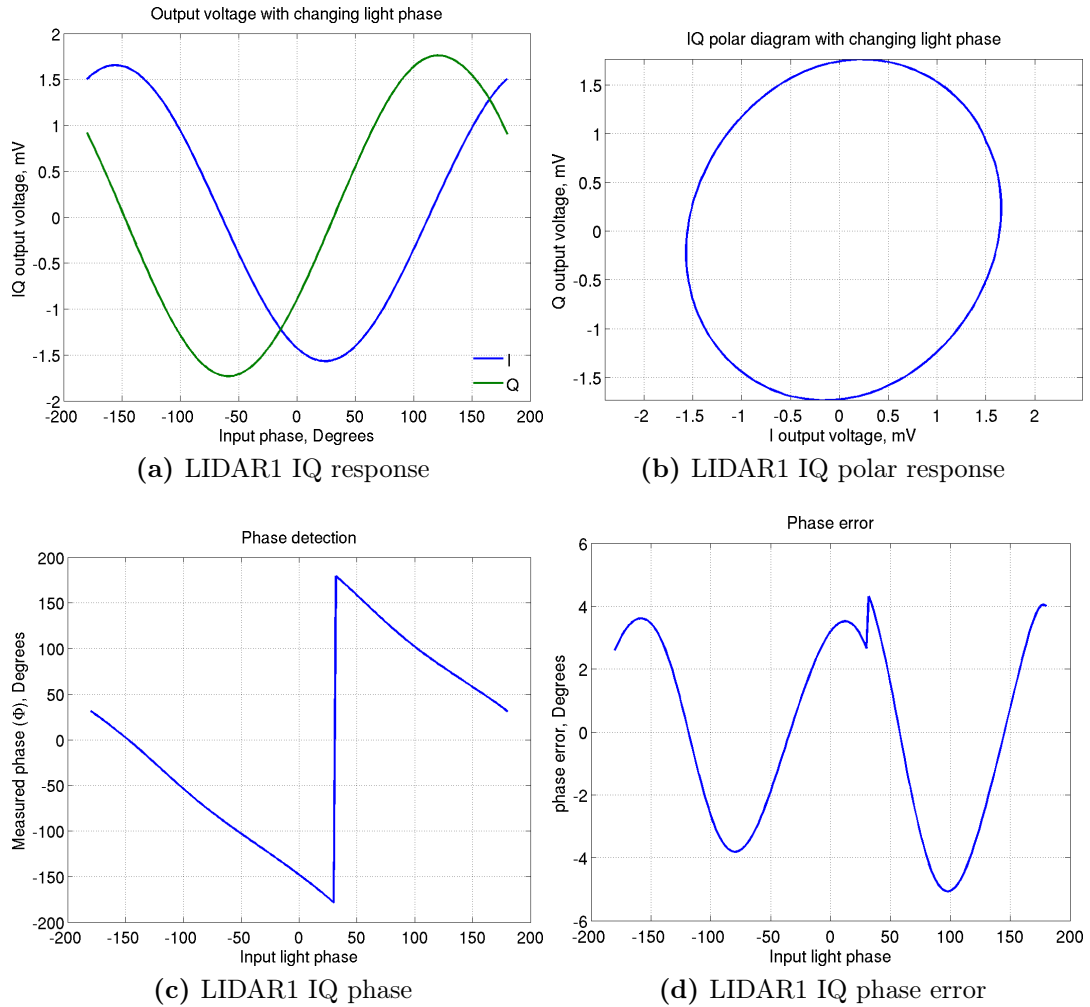 Output voltage with changing light phase
2
1.5
1
0.5
0
-0.5
-1
-1.5
-2
IQ output voltage, mV
I
Q
-200 -150 -100 -50 0 50 100 150 200
Input phase, Degrees
(a) LIDAR1 IQ response
IQ polar diagram with changing light phase
1.5
1
0.5
0
-0.5
-1
-1.5
Q output voltage, mV
-2 -1.5 -1 -0.5 0 0.5 1 1.5 2
I output voltage, mV
(b) LIDAR1 IQ polar response
Phase detection
200
150
100
50
0
-50
-100
-150
-200
Measured phase (Φ), Degrees
-200 -150 -100 -50 0 50 100 150 200
Input light phase
(c) LIDAR1 IQ phase
Phase error
6
4
2
0
-2
-4
-6
phase error, Degrees
-200 -150 -100 -50 0 50 100 150 200
Input light phase
(d) LIDAR1 IQ phase error